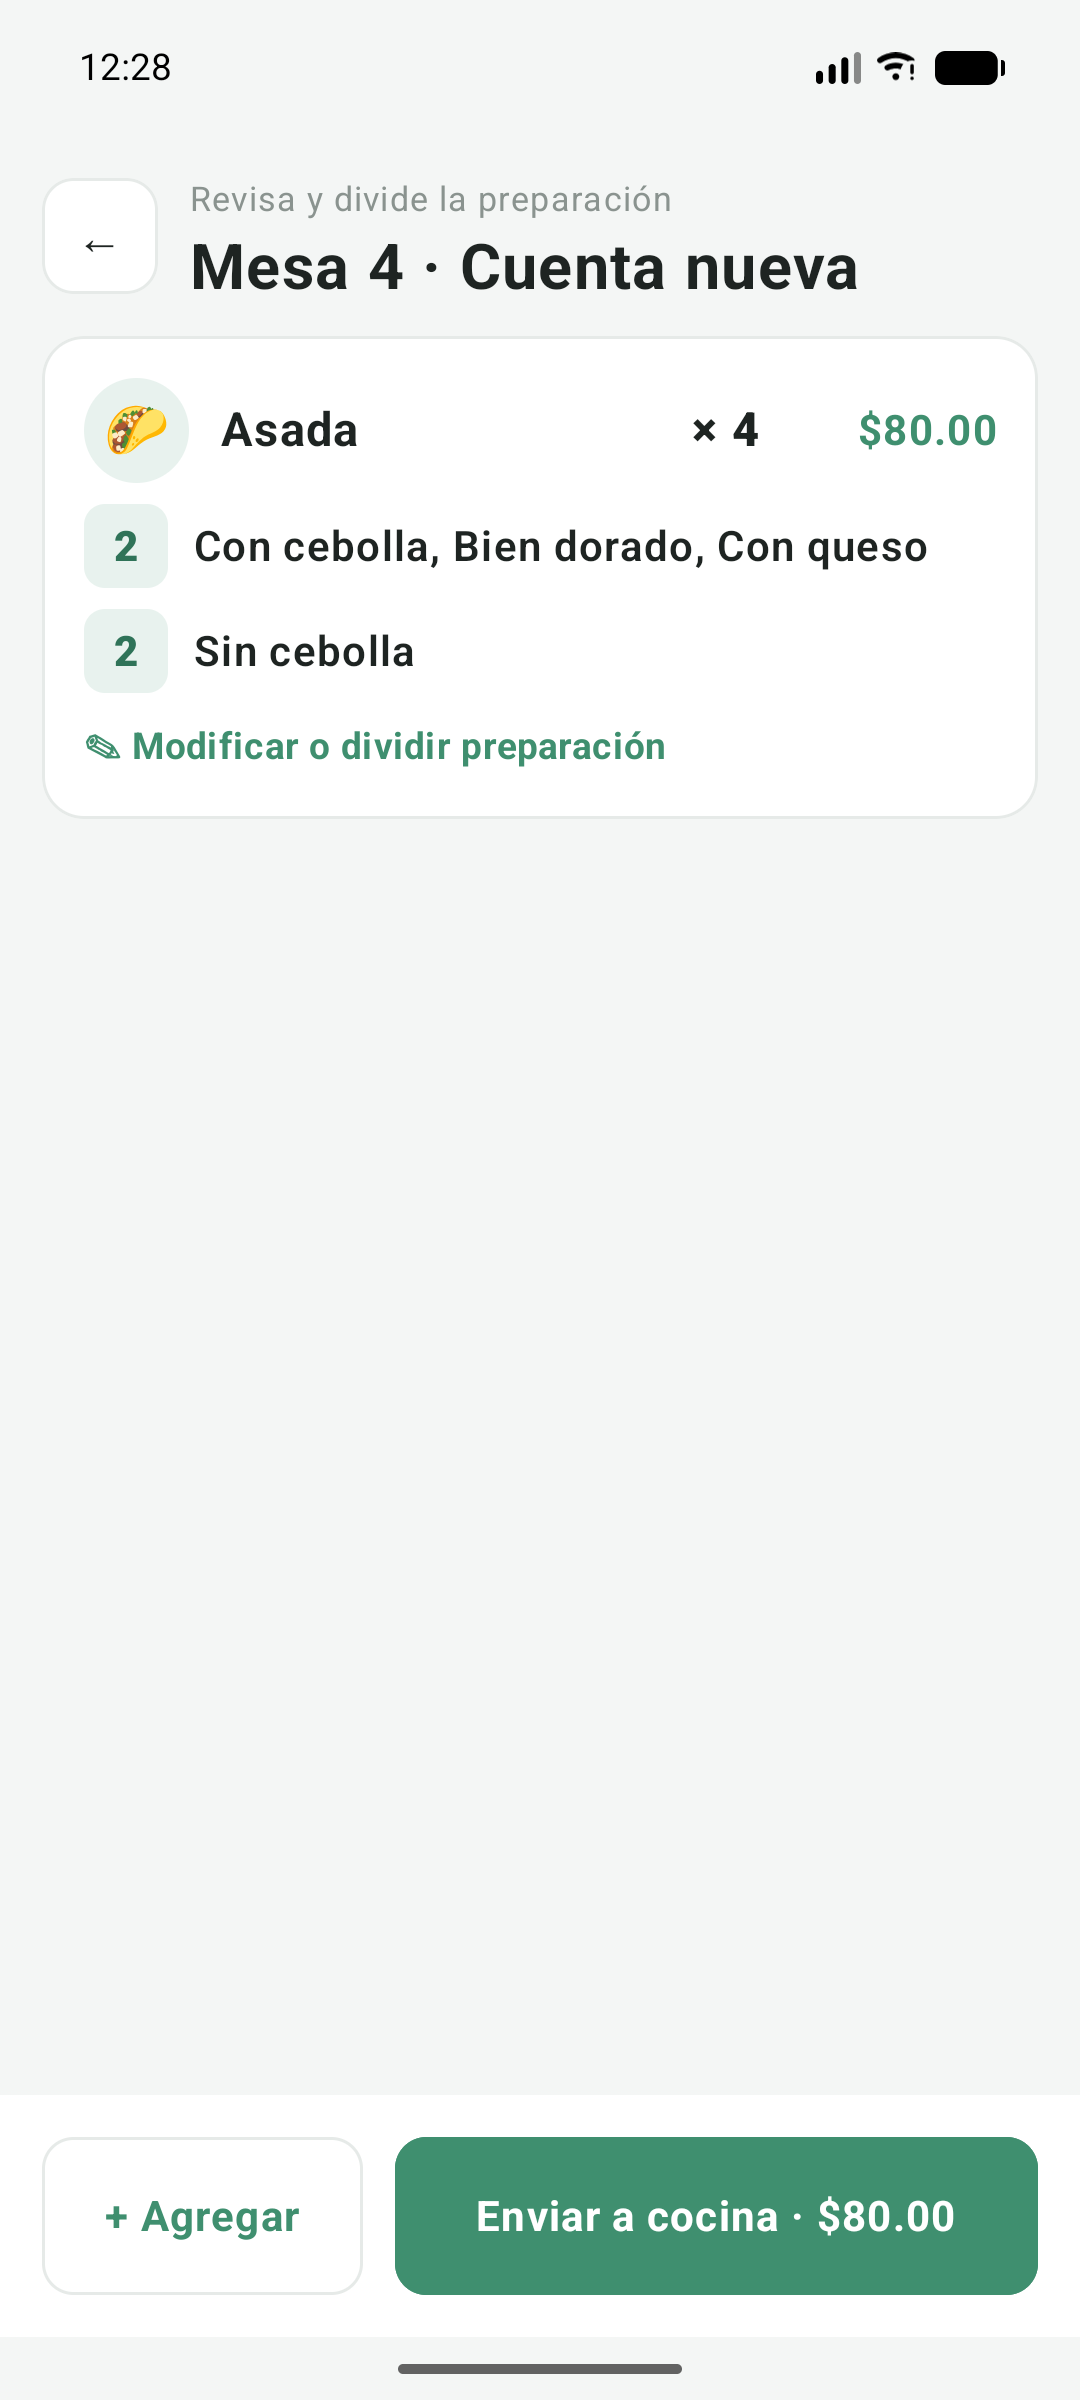 12:28
Revisa y divide la preparación
← Mesa 4 · Cuenta nueva
🌮 Asada × 4 $80.00
2 Con cebolla, Bien dorado, Con queso
2 Sin cebolla
✎ Modificar o dividir preparación
+ Agregar
Enviar a cocina · $80.00